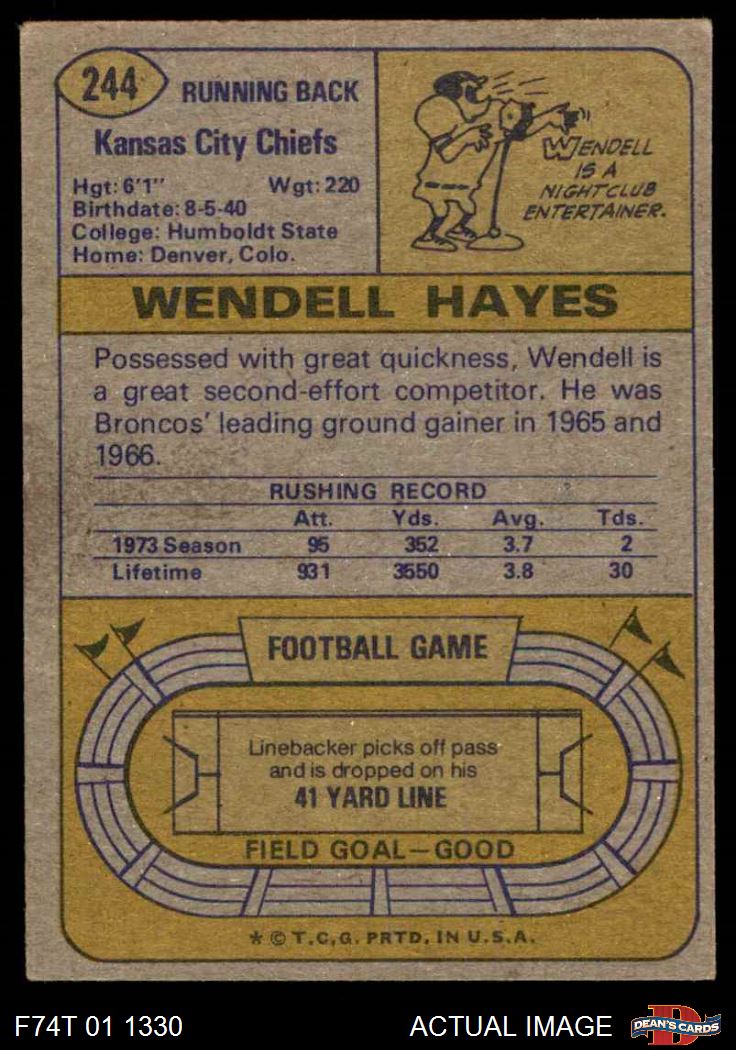 244
RUNNING BACK
Kansas City Chiefs
Hgt: 6'1" Wgt: 220
Birthdate: 8-5-40
College: Humboldt State
Home: Denver, Colo.
WENDELL
IS A
NIGHTCLUB
ENTERTAINER.
WENDELL HAYES
Possessed with great quickness, Wendell is
a great second-effort competitor. He was
Broncos' leading ground gainer in 1965 and
1966.
RUSHING RECORD
Att. Yds. Avg. Tds.
1973 Season 95 352 3.7 2
Lifetime 931 3550 3.8 30
FOOTBALL GAME
Linebacker picks off pass
and is dropped on his
41 YARD LINE
FIELD GOAL—GOOD
* © T.C.G. PRTD. IN U.S.A.
F74T 01 1330 ACTUAL IMAGE
D
DEAN'S CARDS